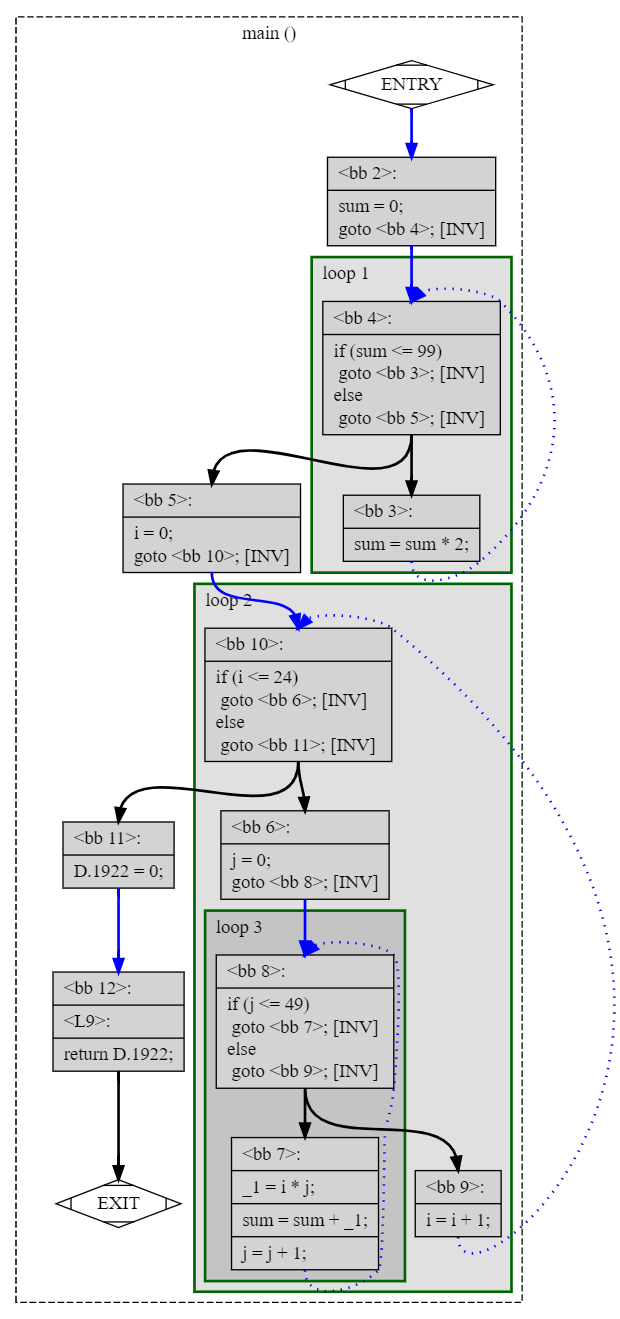 main ()
ENTRY
<bb 2>:
sum = 0;
goto <bb 4>; [INV]
loop 1
<bb 4>:
if (sum <= 99)
goto <bb 3>; [INV]
else
goto <bb 5>; [INV]
<bb 5>:
i = 0;
goto <bb 10>; [INV]
<bb 3>:
sum = sum * 2;
loop 2
<bb 10>:
if (i <= 24)
goto <bb 6>; [INV]
else
goto <bb 11>; [INV]
<bb 11>:
D.1922 = 0;
<bb 6>:
j = 0;
goto <bb 8>; [INV]
loop 3
<bb 8>:
if (j <= 49)
goto <bb 7>; [INV]
else
goto <bb 9>; [INV]
<bb 12>:
<L9>:
return D.1922;
<bb 7>:
_1 = i * j;
sum = sum + _1;
j = j + 1;
<bb 9>:
i = i + 1;
EXIT